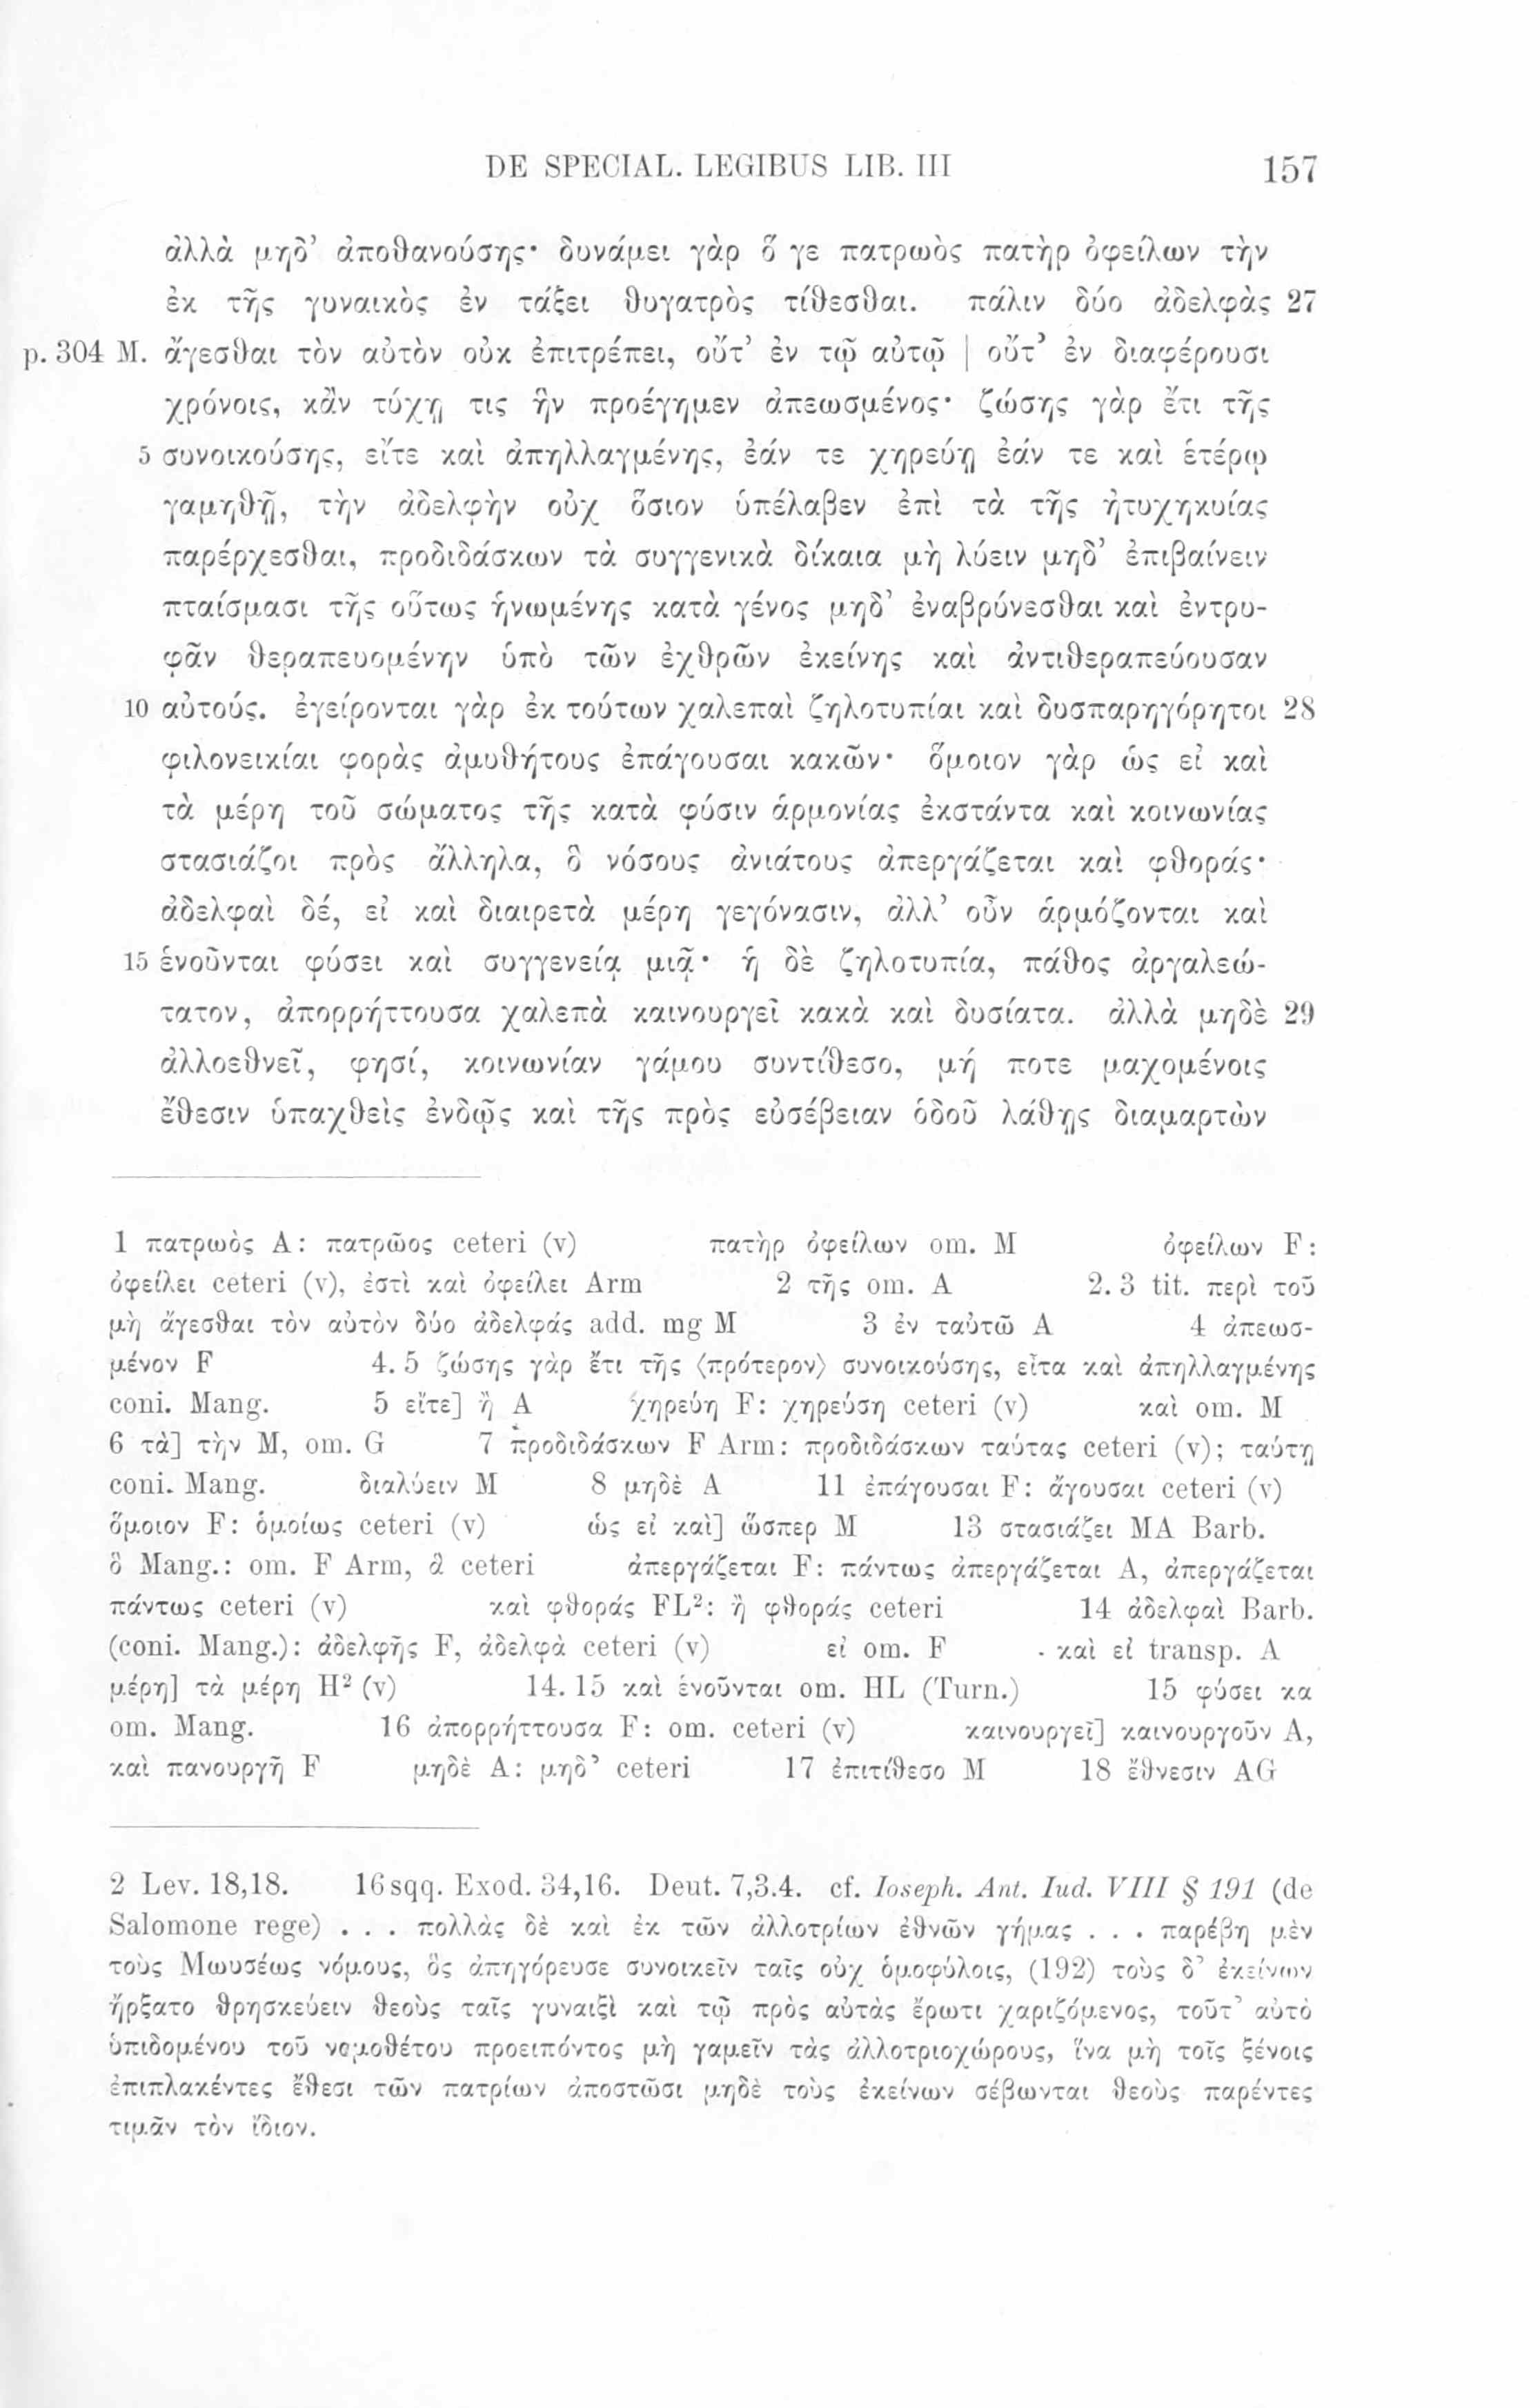 DE SPECIAL. LEGIBUS LIB. III 157
ἀλλὰ μηδ’ ἀποθανούσης· δυνάμει γὰρ ὅ γε πατρωὸς πατὴρ ὀφείλων τὴν
ἐκ τῆς γυναικὸς ἐν τάξει θυγατρὸς τίθεσθαι. πάλιν δύο ἀδελφὰς 27
p. 304 M. ἄγεσθαι τὸν αὐτὸν οὐκ ἐπιτρέπει, οὔτ’ ἐν τῷ αὐτῷ | οὔτ’ ἐν διαφέρουσι
χρόνοις, κἂν τύχῃ τις ἣν προέγημεν ἀπεωσμένος· ζώσης γὰρ ἔτι τῆς
5 συνοικούσης, εἴτε καὶ ἀπηλλαγμένης, ἐάν τε χηρεύῃ ἐάν τε καὶ ἑτέρῳ
γαμηθῇ, τὴν ἀδελφὴν οὐχ ὅσιον ὑπέλαβεν ἐπὶ τὰ τῆς ἠτυχηκυίας
παρέρχεσθαι, προδιδάσκων τὰ συγγενικὰ δίκαια μὴ λύειν μηδ’ ἐπιβαίνειν
πταίσμασι τῆς οὕτως ἡνωμένης κατὰ γένος μηδ’ ἐναβρύνεσθαι καὶ ἐντρυ-
φᾶν θεραπευομένην ὑπὸ τῶν ἐχθρῶν ἐκείνης καὶ ἀντιθεραπεύουσαν
10 αὐτούς. ἐγείρονται γὰρ ἐκ τούτων χαλεπαὶ ζηλοτυπίαι καὶ δυσπαρηγόρητοι 28
φιλονεικίαι φορὰς ἀμυθήτους ἐπάγουσαι κακῶν· ὅμοιον γὰρ ὡς εἰ καὶ
τὰ μέρη τοῦ σώματος τῆς κατὰ φύσιν ἁρμονίας ἐκστάντα καὶ κοινωνίας
στασιάζοι πρὸς ἄλληλα, ὃ νόσους ἀνιάτους ἀπεργάζεται καὶ φθοράς·
ἀδελφαὶ δέ, εἰ καὶ διαιρετὰ μέρη γεγόνασιν, ἀλλ’ οὖν ἁρμόζονται καὶ
15 ἑνοῦνται φύσει καὶ συγγενείᾳ μιᾷ· ἡ δὲ ζηλοτυπία, πάθος ἀργαλεώ-
τατον, ἀπορρήττουσα χαλεπὰ καινουργεῖ κακὰ καὶ δυσίατα. ἀλλὰ μηδὲ 29
ἀλλοεθνεῖ, φησί, κοινωνίαν γάμου συντίθεσο, μή ποτε μαχομένοις
ἔθεσιν ὑπαχθεὶς ἐνδῷς καὶ τῆς πρὸς εὐσέβειαν ὁδοῦ λάθῃς διαμαρτὼν
1 πατρωὸς A: πατρῶος ceteri (v) πατὴρ ὀφείλων om. M ὀφείλων F:
ὀφείλει ceteri (v), ἐστὶ καὶ ὀφείλει Arm 2 τῆς om. A 2. 3 tit. περὶ τοῦ
μὴ ἄγεσθαι τὸν αὐτὸν δύο ἀδελφάς add. mg M 3 ἐν ταὐτῶ A 4 ἀπεωσ-
μένον F 4. 5 ζώσης γὰρ ἔτι τῆς ⟨πρότερον⟩ συνοικούσης, εἶτα καὶ ἀπηλλαγμένης
coni. Mang. 5 εἴτε] ἢ A χηρεύη F: χηρεύση ceteri (v) καὶ om. M
6 τὰ] τὴν M, om. G 7 προδιδάσκων F Arm: προδιδάσκων ταύτας ceteri (v); ταύτῃ
coni. Mang. διαλύειν M 8 μηδὲ A 11 ἐπάγουσαι F: ἄγουσαι ceteri (v)
ὅμοιον F: ὁμοίως ceteri (v) ὡς εἰ καὶ] ὥσπερ M 13 στασιάζει MA Barb.
ὃ Mang.: om. F Arm, ἃ ceteri ἀπεργάζεται F: πάντως ἀπεργάζεται A, ἀπεργάζεται
πάντως ceteri (v) καὶ φθοράς FL²: ἢ φθοράς ceteri 14 ἀδελφαὶ Barb.
(coni. Mang.): ἀδελφῆς F, ἀδελφὰ ceteri (v) εἰ om. F καὶ εἰ transp. A
μέρη] τὰ μέρη H² (v) 14. 15 καὶ ἑνοῦνται om. HL (Turn.) 15 φύσει κα
om. Mang. 16 ἀπορρήττουσα F: om. ceteri (v) καινουργεῖ] καινουργοῦν A,
καὶ πανουργῆ F μηδὲ A: μηδ’ ceteri 17 ἐπιτίθεσο M 18 ἔθνεσιν AG
2 Lev. 18,18. 16 sqq. Exod. 34,16. Deut. 7,3.4. cf. Ioseph. Ant. Iud. VIII § 191 (de
Salomone rege) . . . πολλὰς δὲ καὶ ἐκ τῶν ἀλλοτρίων ἐθνῶν γήμας . . . παρέβη μὲν
τοὺς Μωυσέως νόμους, ὃς ἀπηγόρευσε συνοικεῖν ταῖς οὐχ ὁμοφύλοις, (192) τοὺς δ’ ἐκείνων
ἤρξατο θρησκεύειν θεοὺς ταῖς γυναιξὶ καὶ τῷ πρὸς αὐτὰς ἔρωτι χαριζόμενος, τοῦτ’ αὐτὸ
ὑπιδομένου τοῦ νομοθέτου προειπόντος μὴ γαμεῖν τὰς ἀλλοτριοχώρους, ἵνα μὴ τοῖς ξένοις
ἐπιπλακέντες ἔθεσι τῶν πατρίων ἀποστῶσι μηδὲ τοὺς ἐκείνων σέβωνται θεοὺς παρέντες
τιμᾶν τὸν ἴδιον.